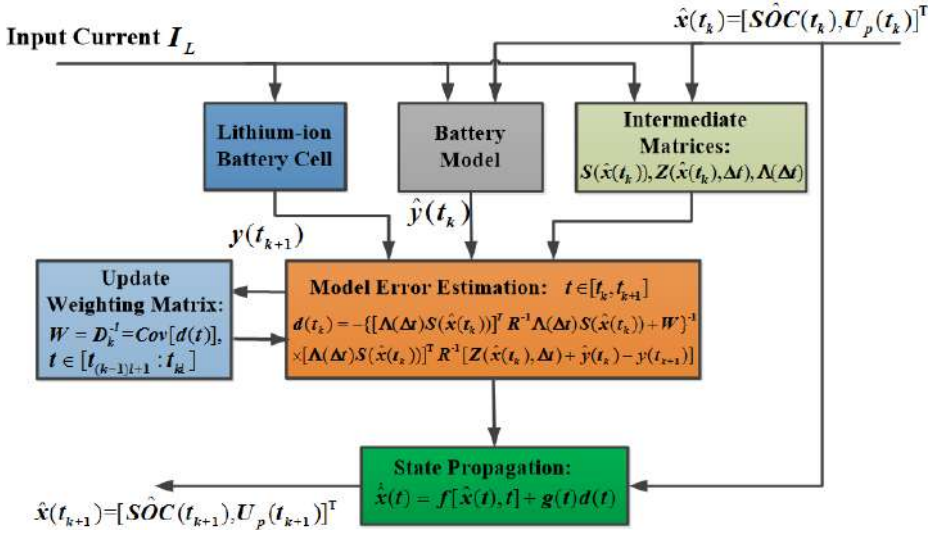 x̂(t_k)=[SÔC(t_k),U_p(t_k)]^T
Input Current I_L
Lithium-ion
Battery Cell
Battery
Model
Intermediate
Matrices:
S(x̂(t_k)),Z(x̂(t_k),Δt),Λ(Δt)
y(t_{k+1})
ŷ(t_k)
Update
Weighting Matrix:
W = D_k^{-1}=Cov[d(t)],
t∈[t_{(k-1)l+1} : t_{kl}]
Model Error Estimation: t∈[t_k,t_{k+1}]
d(t_k)=-{[Λ(Δt)S(x̂(t_k))]^T R^{-1}Λ(Δt)S(x̂(t_k))+W}^{-1}
×[Λ(Δt)S(x̂(t_k))]^T R^{-1}[Z(x̂(t_k),Δt)+ŷ(t_k)-y(t_{k+1})]
State Propagation:
x̂̇(t) = f[x̂(t),t]+g(t)d(t)
x̂(t_{k+1})=[SÔC(t_{k+1}),U_p(t_{k+1})]^T